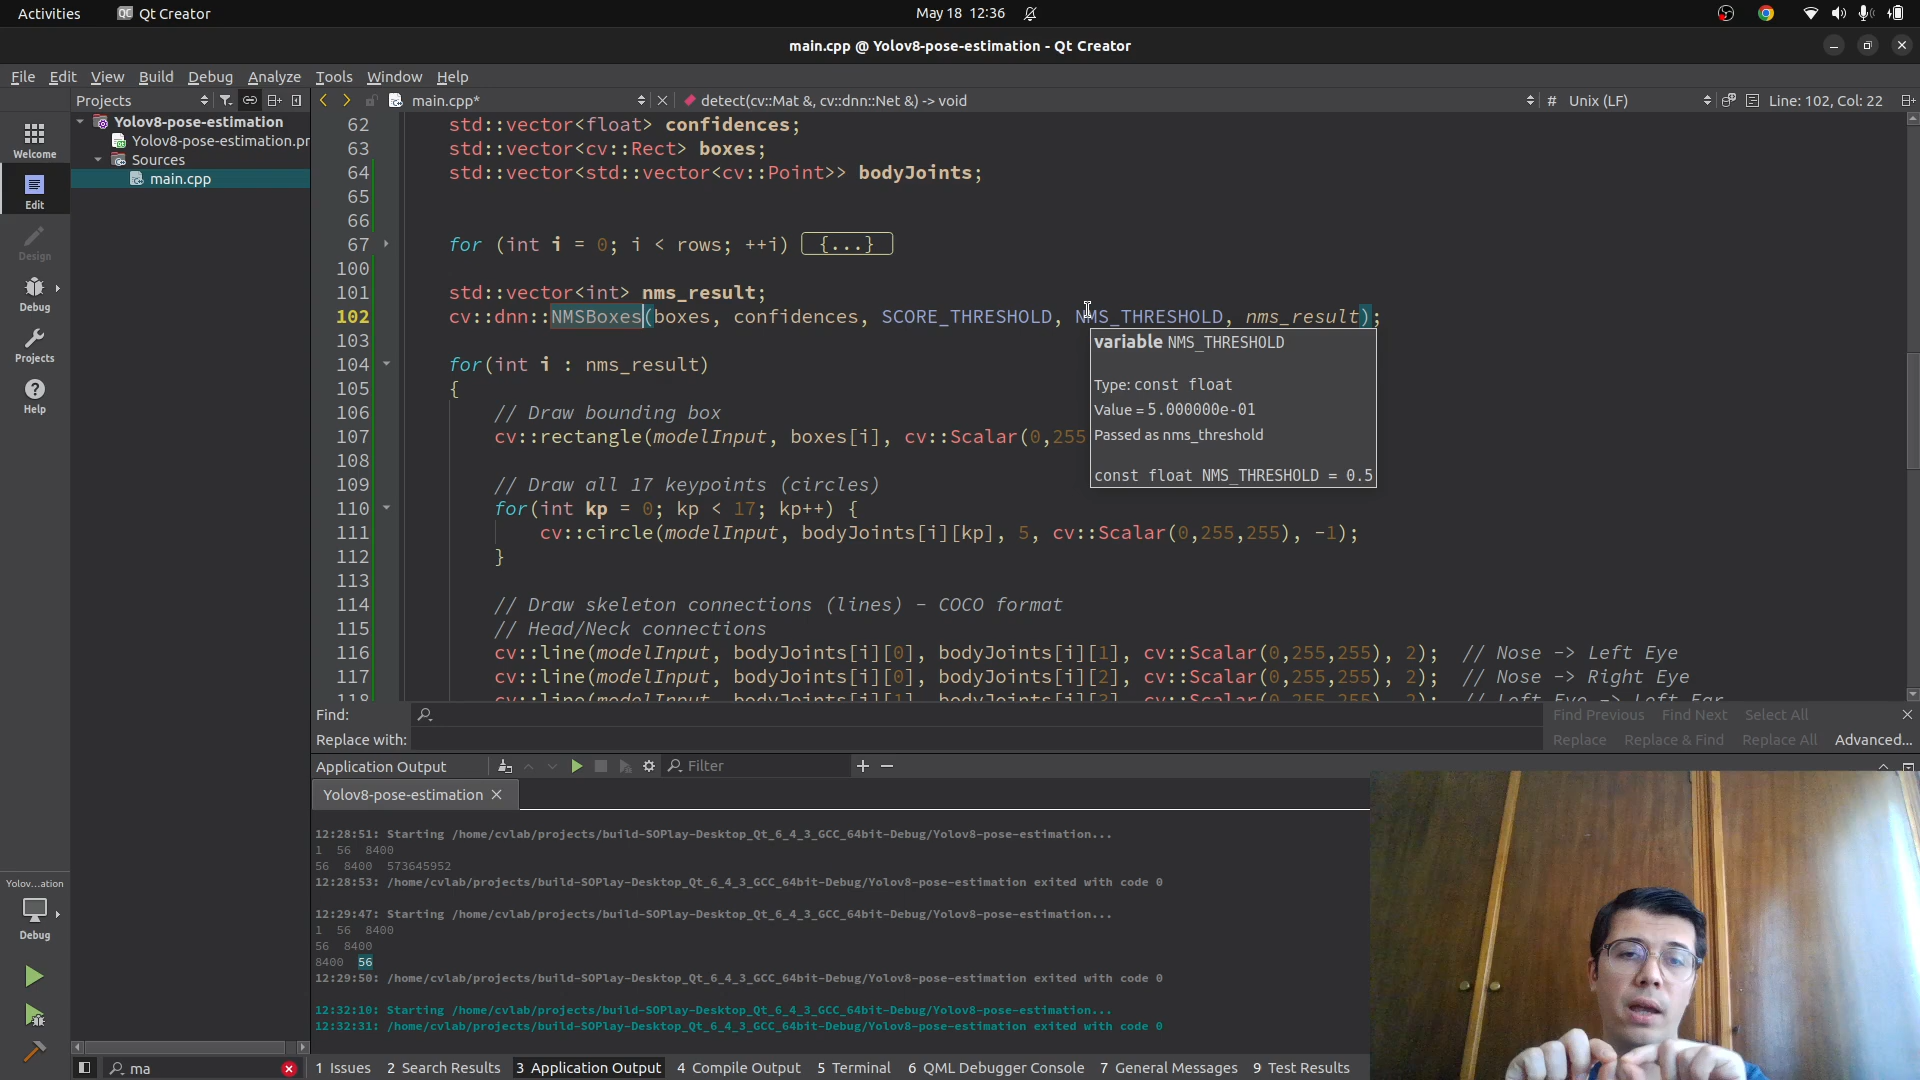 Activities Qt Creator May 18 12:36
main.cpp @ Yolov8-pose-estimation - Qt Creator
File Edit View Build Debug Analyze Tools Window Help
Projects main.cpp* detect(cv::Mat &, cv::dnn::Net &) -> void # Unix (LF) Line: 102, Col: 22
Yolov8-pose-estimation
Yolov8-pose-estimation.pr
Sources
main.cpp
Welcome
Edit
Design
Debug
Projects
Help
62 std::vector<float> confidences;
63 std::vector<cv::Rect> boxes;
64 std::vector<std::vector<cv::Point>> bodyJoints;
65
66
67 for (int i = 0; i < rows; ++i) {...}
100
101 std::vector<int> nms_result;
102 cv::dnn::NMSBoxes(boxes, confidences, SCORE_THRESHOLD, NMS_THRESHOLD, nms_result);
103
104 for(int i : nms_result)
105 {
106 // Draw bounding box
107 cv::rectangle(modelInput, boxes[i], cv::Scalar(0,255
108
109 // Draw all 17 keypoints (circles)
110 for(int kp = 0; kp < 17; kp++) {
111 cv::circle(modelInput, bodyJoints[i][kp], 5, cv::Scalar(0,255,255), -1);
112 }
113
114 // Draw skeleton connections (lines) - COCO format
115 // Head/Neck connections
116 cv::line(modelInput, bodyJoints[i][0], bodyJoints[i][1], cv::Scalar(0,255,255), 2); // Nose -> Left Eye
117 cv::line(modelInput, bodyJoints[i][0], bodyJoints[i][2], cv::Scalar(0,255,255), 2); // Nose -> Right Eye
118 cv::line(modelInput, bodyJoints[i][1], bodyJoints[i][3], cv::Scalar(0,255,255), 2); // Left Eye -> Left Ear
variable NMS_THRESHOLD
Type: const float
Value = 5.000000e-01
Passed as nms_threshold
const float NMS_THRESHOLD = 0.5
Find: Find Previous Find Next Select All
Replace with: Replace Replace & Find Replace All Advanced...
Application Output Filter
Yolov8-pose-estimation
12:28:51: Starting /home/cvlab/projects/build-SOPlay-Desktop_Qt_6_4_3_GCC_64bit-Debug/Yolov8-pose-estimation...
1 56 8400
56 8400 573645952
12:28:53: /home/cvlab/projects/build-SOPlay-Desktop_Qt_6_4_3_GCC_64bit-Debug/Yolov8-pose-estimation exited with code 0
12:29:47: Starting /home/cvlab/projects/build-SOPlay-Desktop_Qt_6_4_3_GCC_64bit-Debug/Yolov8-pose-estimation...
1 56 8400
56 8400
8400 56
12:29:50: /home/cvlab/projects/build-SOPlay-Desktop_Qt_6_4_3_GCC_64bit-Debug/Yolov8-pose-estimation exited with code 0
12:32:10: Starting /home/cvlab/projects/build-SOPlay-Desktop_Qt_6_4_3_GCC_64bit-Debug/Yolov8-pose-estimation...
12:32:31: /home/cvlab/projects/build-SOPlay-Desktop_Qt_6_4_3_GCC_64bit-Debug/Yolov8-pose-estimation exited with code 0
Yolov...ation
Debug
ma 1 Issues 2 Search Results 3 Application Output 4 Compile Output 5 Terminal 6 QML Debugger Console 7 General Messages 9 Test Results